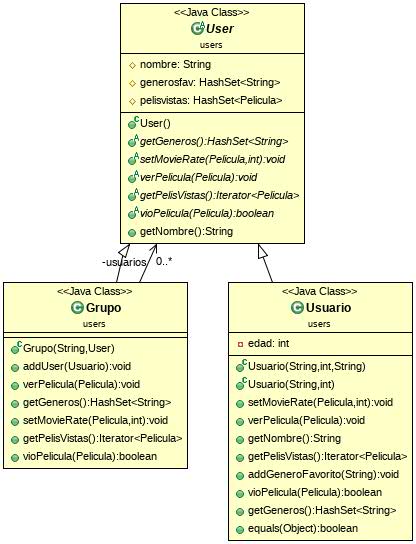 <<Java Class>>
User
users
nombre: String
generosfav: HashSet<String>
pelisvistas: HashSet<Pelicula>
User()
getGeneros():HashSet<String>
setMovieRate(Pelicula,int):void
verPelicula(Pelicula):void
getPelisVistas():Iterator<Pelicula>
vioPelicula(Pelicula):boolean
getNombre():String
-usuarios 0..*
<<Java Class>>
Grupo
users
Grupo(String,User)
addUser(Usuario):void
verPelicula(Pelicula):void
getGeneros():HashSet<String>
setMovieRate(Pelicula,int):void
getPelisVistas():Iterator<Pelicula>
vioPelicula(Pelicula):boolean
<<Java Class>>
Usuario
users
edad: int
Usuario(String,int,String)
Usuario(String,int)
setMovieRate(Pelicula,int):void
verPelicula(Pelicula):void
getNombre():String
getPelisVistas():Iterator<Pelicula>
addGeneroFavorito(String):void
vioPelicula(Pelicula):boolean
getGeneros():HashSet<String>
equals(Object):boolean